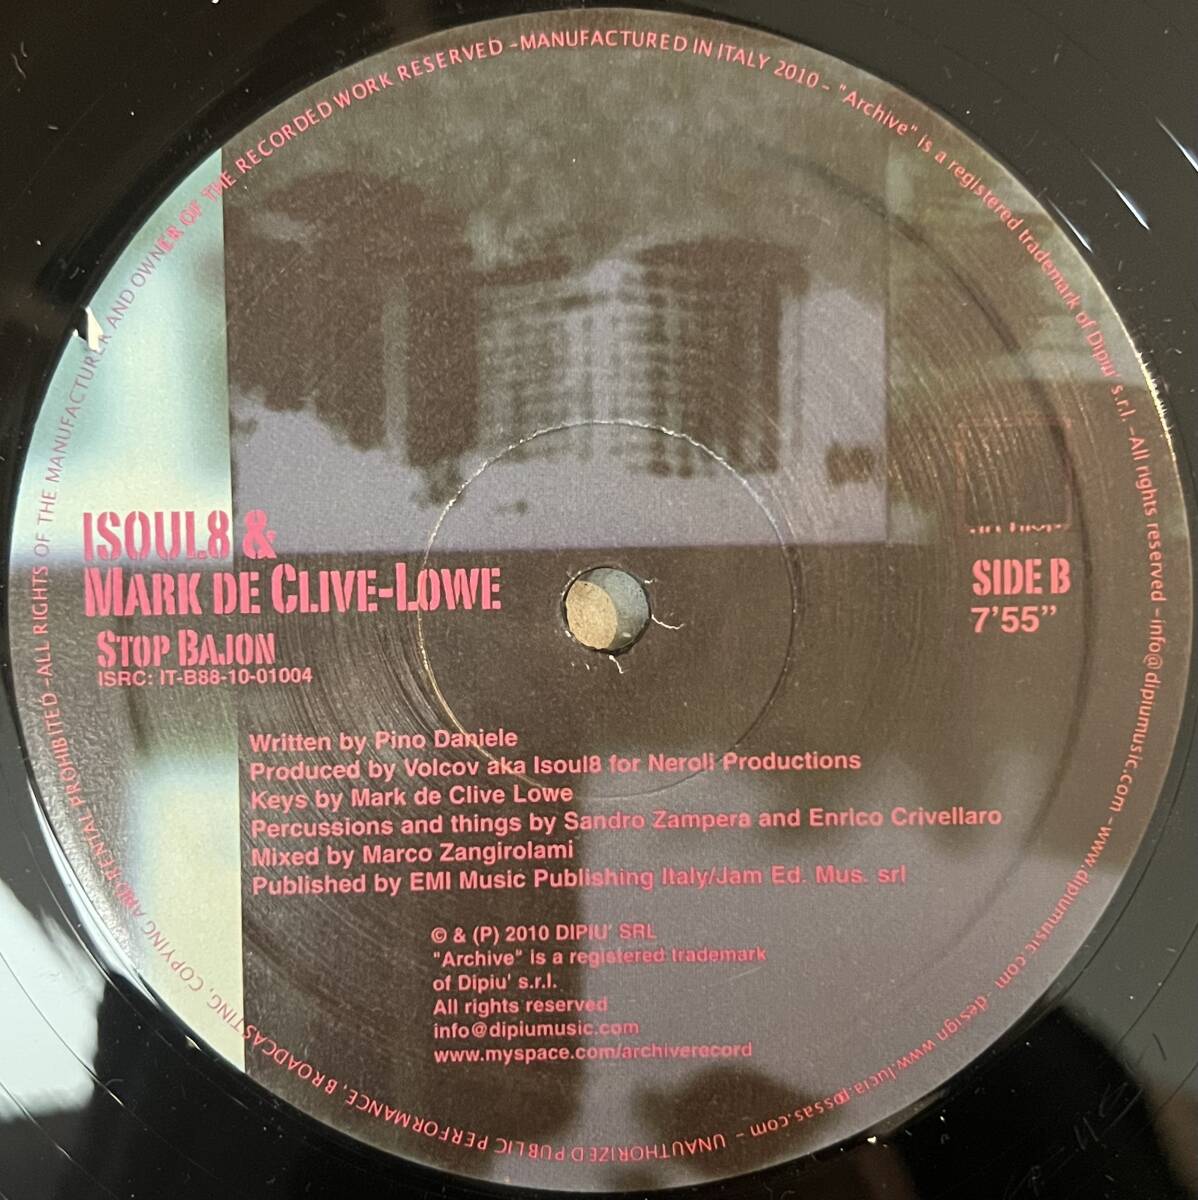 ISOUL8 &
MARK DE CLIVE-LOWE
STOP BAJON
ISRC: IT-B88-10-01004
SIDE B
7'55"
Written by Pino Daniele
Produced by Volcov aka Isoul8 for Neroli Productions
Keys by Mark de Clive Lowe
Percussions and things by Sandro Zampera and Enrico Crivellaro
Mixed by Marco Zangirolami
Published by EMI Music Publishing Italy/Jam Ed. Mus. srl
© & (P) 2010 DIPIU' SRL
"Archive" is a registered trademark
of Dipiu' s.r.l.
All rights reserved
info@dipiumusic.com
www.myspace.com/archiverecord
-ALL RIGHTS OF THE MANUFACTURER AND OWNER OF THE RECORDED WORK RESERVED -MANUFACTURED IN ITALY 2010 - "Archive" is a registered trademark of Dipiu' s.r.l. -All rights reserved -info@dipiumusic.com -www.dipiumusic.com - design www.lucia. - UNAUTHORIZED PUBLIC PERFORMANCE, BROADCASTING, COPYING AND RENTAL PROHIBITED